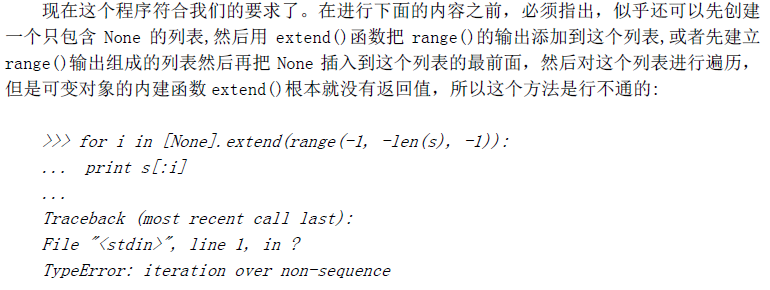 现在这个程序符合我们的要求了。在进行下面的内容之前，必须指出，似乎还可以先创建
一个只包含 None 的列表,然后用 extend()函数把 range()的输出添加到这个列表,或者先建立
range()输出组成的列表然后再把 None 插入到这个列表的最前面，然后对这个列表进行遍历，
但是可变对象的内建函数 extend()根本就没有返回值，所以这个方法是行不通的:
>>> for i in [None].extend(range(-1, -len(s), -1)):
... print s[:i]
...
Traceback (most recent call last):
File "<stdin>", line 1, in ?
TypeError: iteration over non-sequence